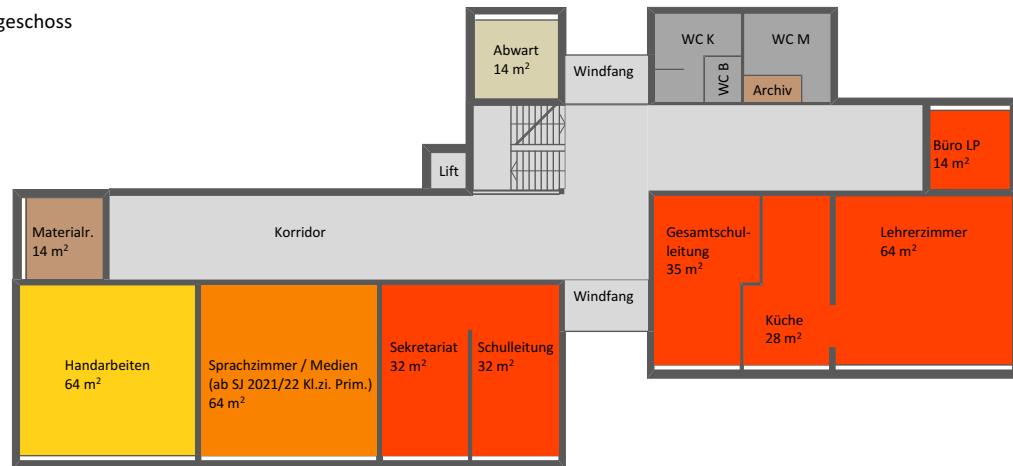 geschoss
Abwart
14 m²
Windfang
WC K
WC M
WC B
Archiv
Büro LP
14 m²
Lift
Materialr.
14 m²
Korridor
Gesamtschul-
leitung
35 m²
Lehrerzimmer
64 m²
Windfang
Küche
28 m²
Handarbeiten
64 m²
Sprachzimmer / Medien
(ab SJ 2021/22 Kl.zi. Prim.)
64 m²
Sekretariat
32 m²
Schulleitung
32 m²